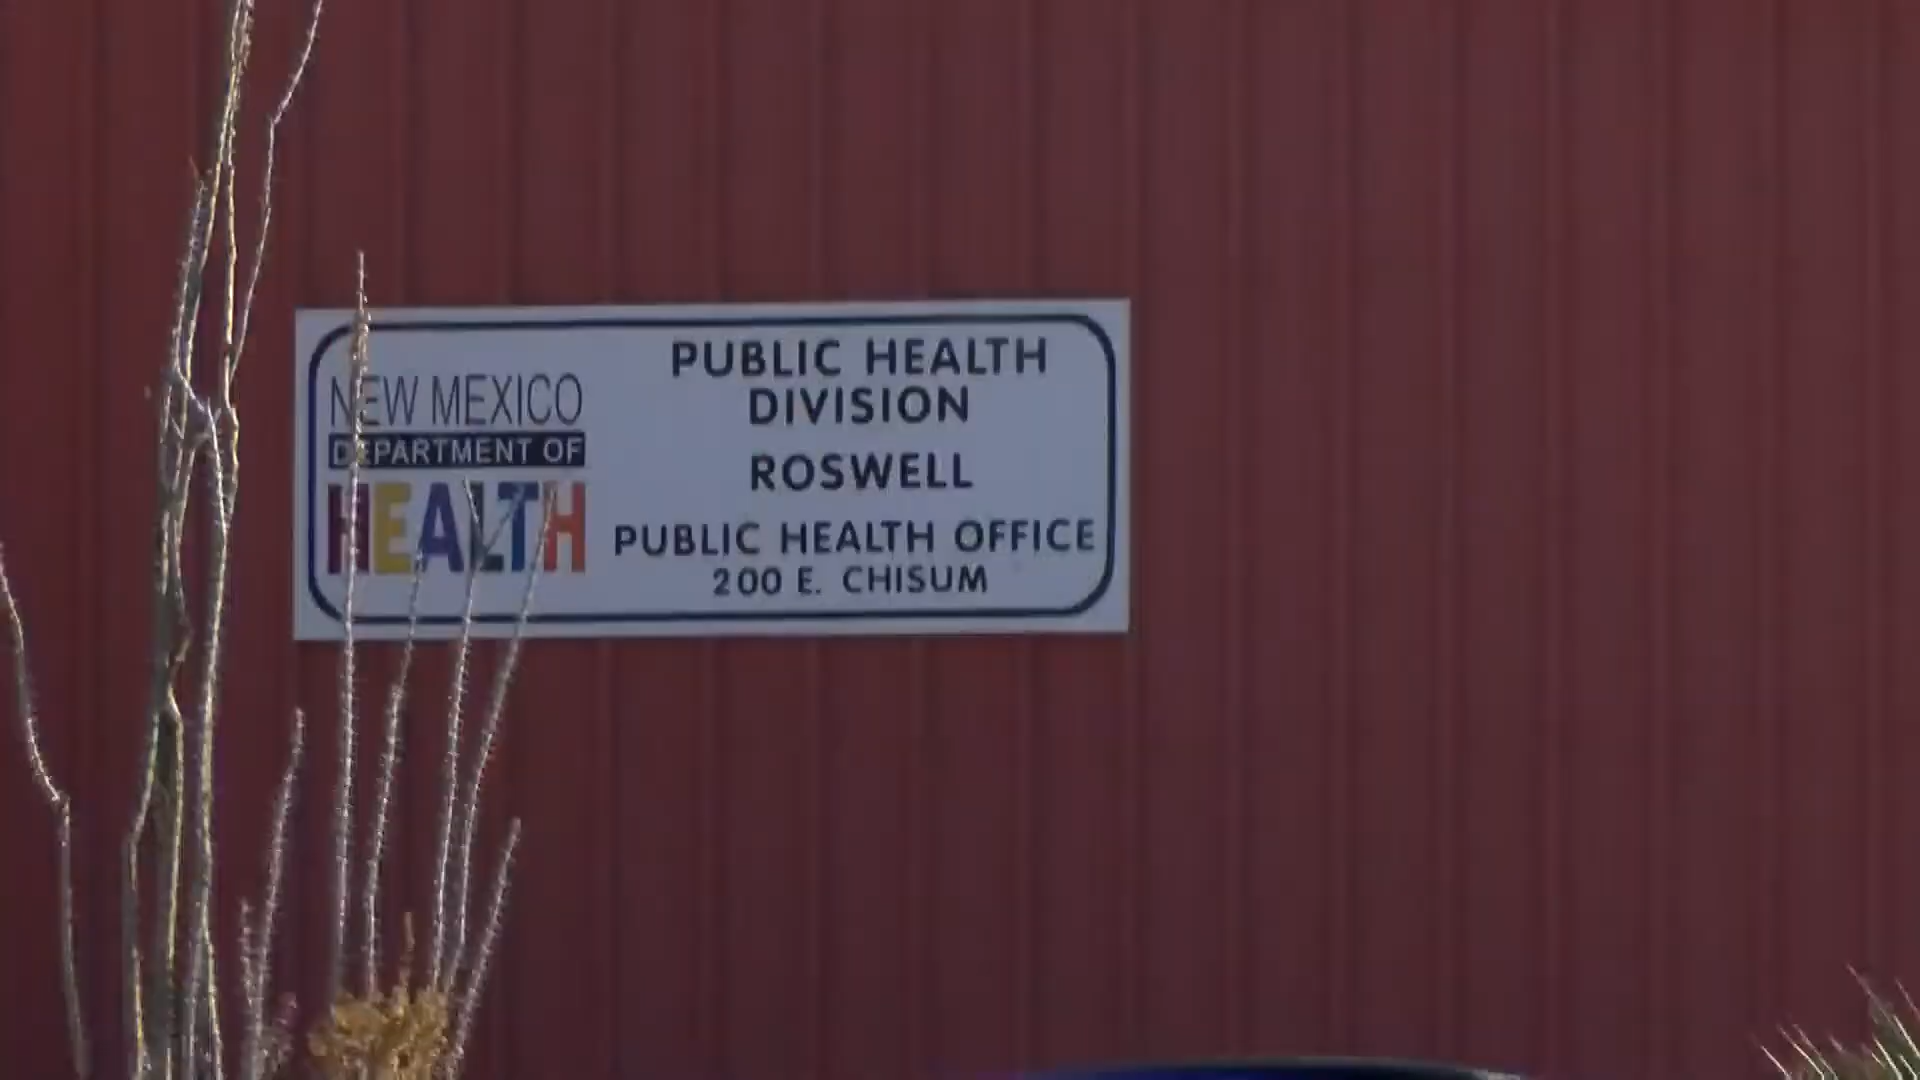 NEW MEXICO
DEPARTMENT OF
HEALTH
PUBLIC HEALTH
DIVISION
ROSWELL
PUBLIC HEALTH OFFICE
200 E. CHISUM